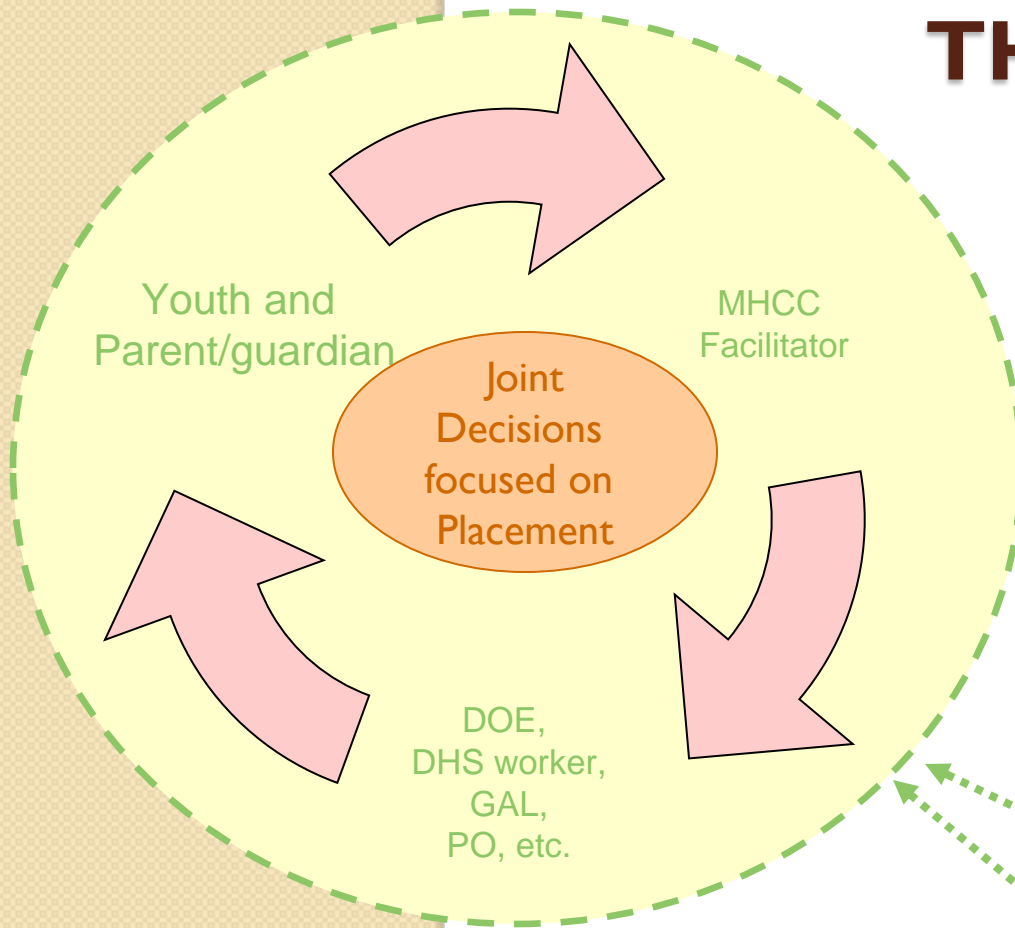 TH
Youth and
Parent/guardian
MHCC
Facilitator
Joint
Decisions
focused on
Placement
DOE,
DHS worker,
GAL,
PO, etc.